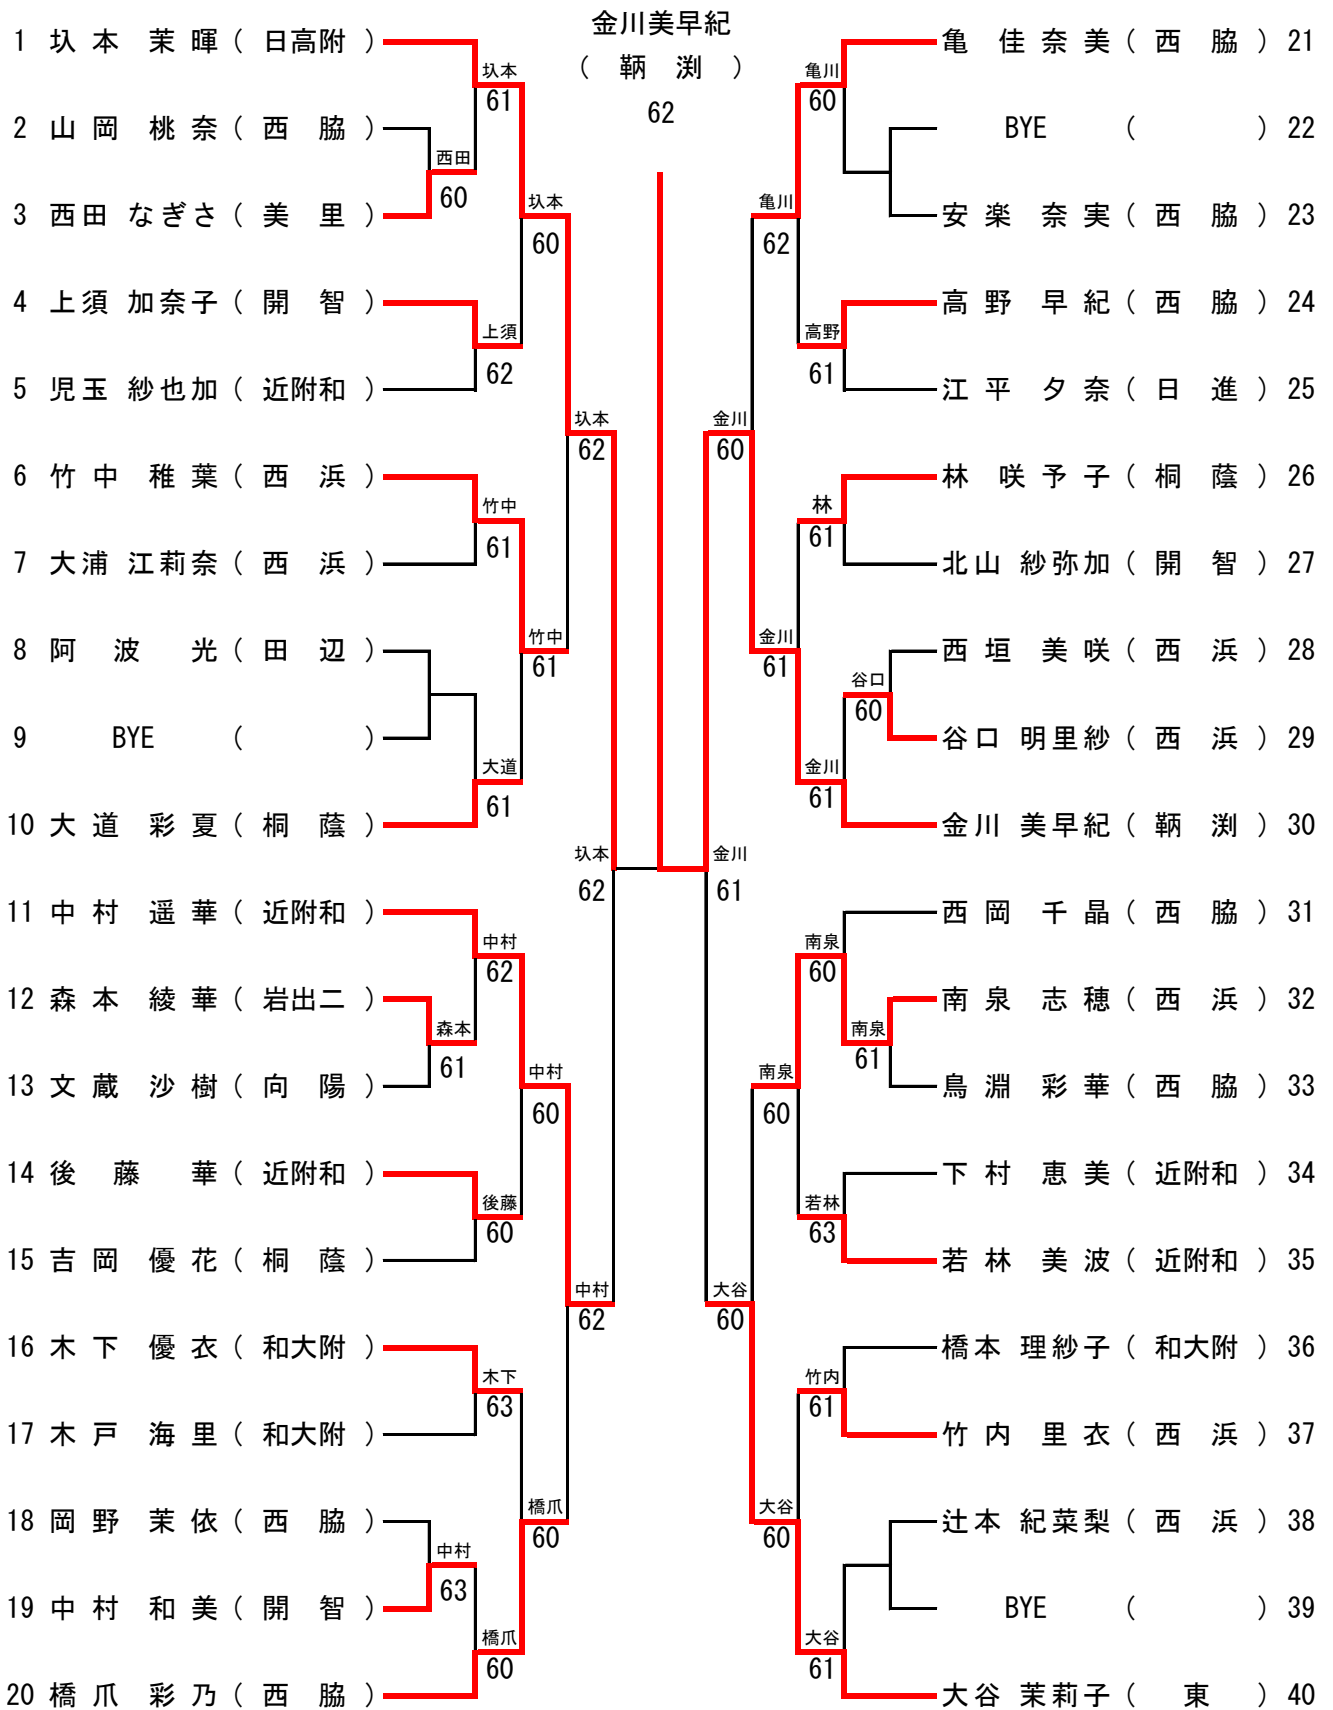 金川美早紀
（ 鞆 渕 ）
62
1 圦本 茉暉 （ 日高附 ）
2 山岡 桃奈 （ 西 脇 ）
3 西田 なぎさ （ 美 里 ）
4 上須 加奈子 （ 開 智 ）
5 児玉 紗也加 （ 近附和 ）
6 竹中 稚葉 （ 西 浜 ）
7 大浦 江莉奈 （ 西 浜 ）
8 阿波 光 （ 田 辺 ）
9 BYE （ ）
10 大道 彩夏 （ 桐 蔭 ）
11 中村 遥華 （ 近附和 ）
12 森本 綾華 （ 岩出二 ）
13 文蔵 沙樹 （ 向 陽 ）
14 後藤 華 （ 近附和 ）
15 吉岡 優花 （ 桐 蔭 ）
16 木下 優衣 （ 和大附 ）
17 木戸 海里 （ 和大附 ）
18 岡野 茉依 （ 西 脇 ）
19 中村 和美 （ 開 智 ）
20 橋爪 彩乃 （ 西 脇 ）
西田
60
森本
61
中村
63
圦本
61
上須
62
竹中
61
大道
61
中村
62
後藤
60
木下
63
橋爪
60
圦本
60
竹中
61
中村
60
橋爪
60
圦本
62
中村
62
圦本
62
金川
61
金川
60
大谷
60
亀川
62
金川
61
南泉
60
大谷
60
亀川
60
高野
61
林
61
金川
61
南泉
60
若林
63
竹内
61
大谷
61
谷口
60
南泉
61
亀 佳奈美 （ 西 脇 ） 21
BYE （ ） 22
安楽 奈実 （ 西 脇 ） 23
高野 早紀 （ 西 脇 ） 24
江平 夕奈 （ 日 進 ） 25
林 咲予子 （ 桐 蔭 ） 26
北山 紗弥加 （ 開 智 ） 27
西垣 美咲 （ 西 浜 ） 28
谷口 明里紗 （ 西 浜 ） 29
金川 美早紀 （ 鞆 渕 ） 30
西岡 千晶 （ 西 脇 ） 31
南泉 志穂 （ 西 浜 ） 32
鳥淵 彩華 （ 西 脇 ） 33
下村 恵美 （ 近附和 ） 34
若林 美波 （ 近附和 ） 35
橋本 理紗子 （ 和大附 ） 36
竹内 里衣 （ 西 浜 ） 37
辻本 紀菜梨 （ 西 浜 ） 38
BYE （ ） 39
大谷 茉莉子 （ 東 ） 40